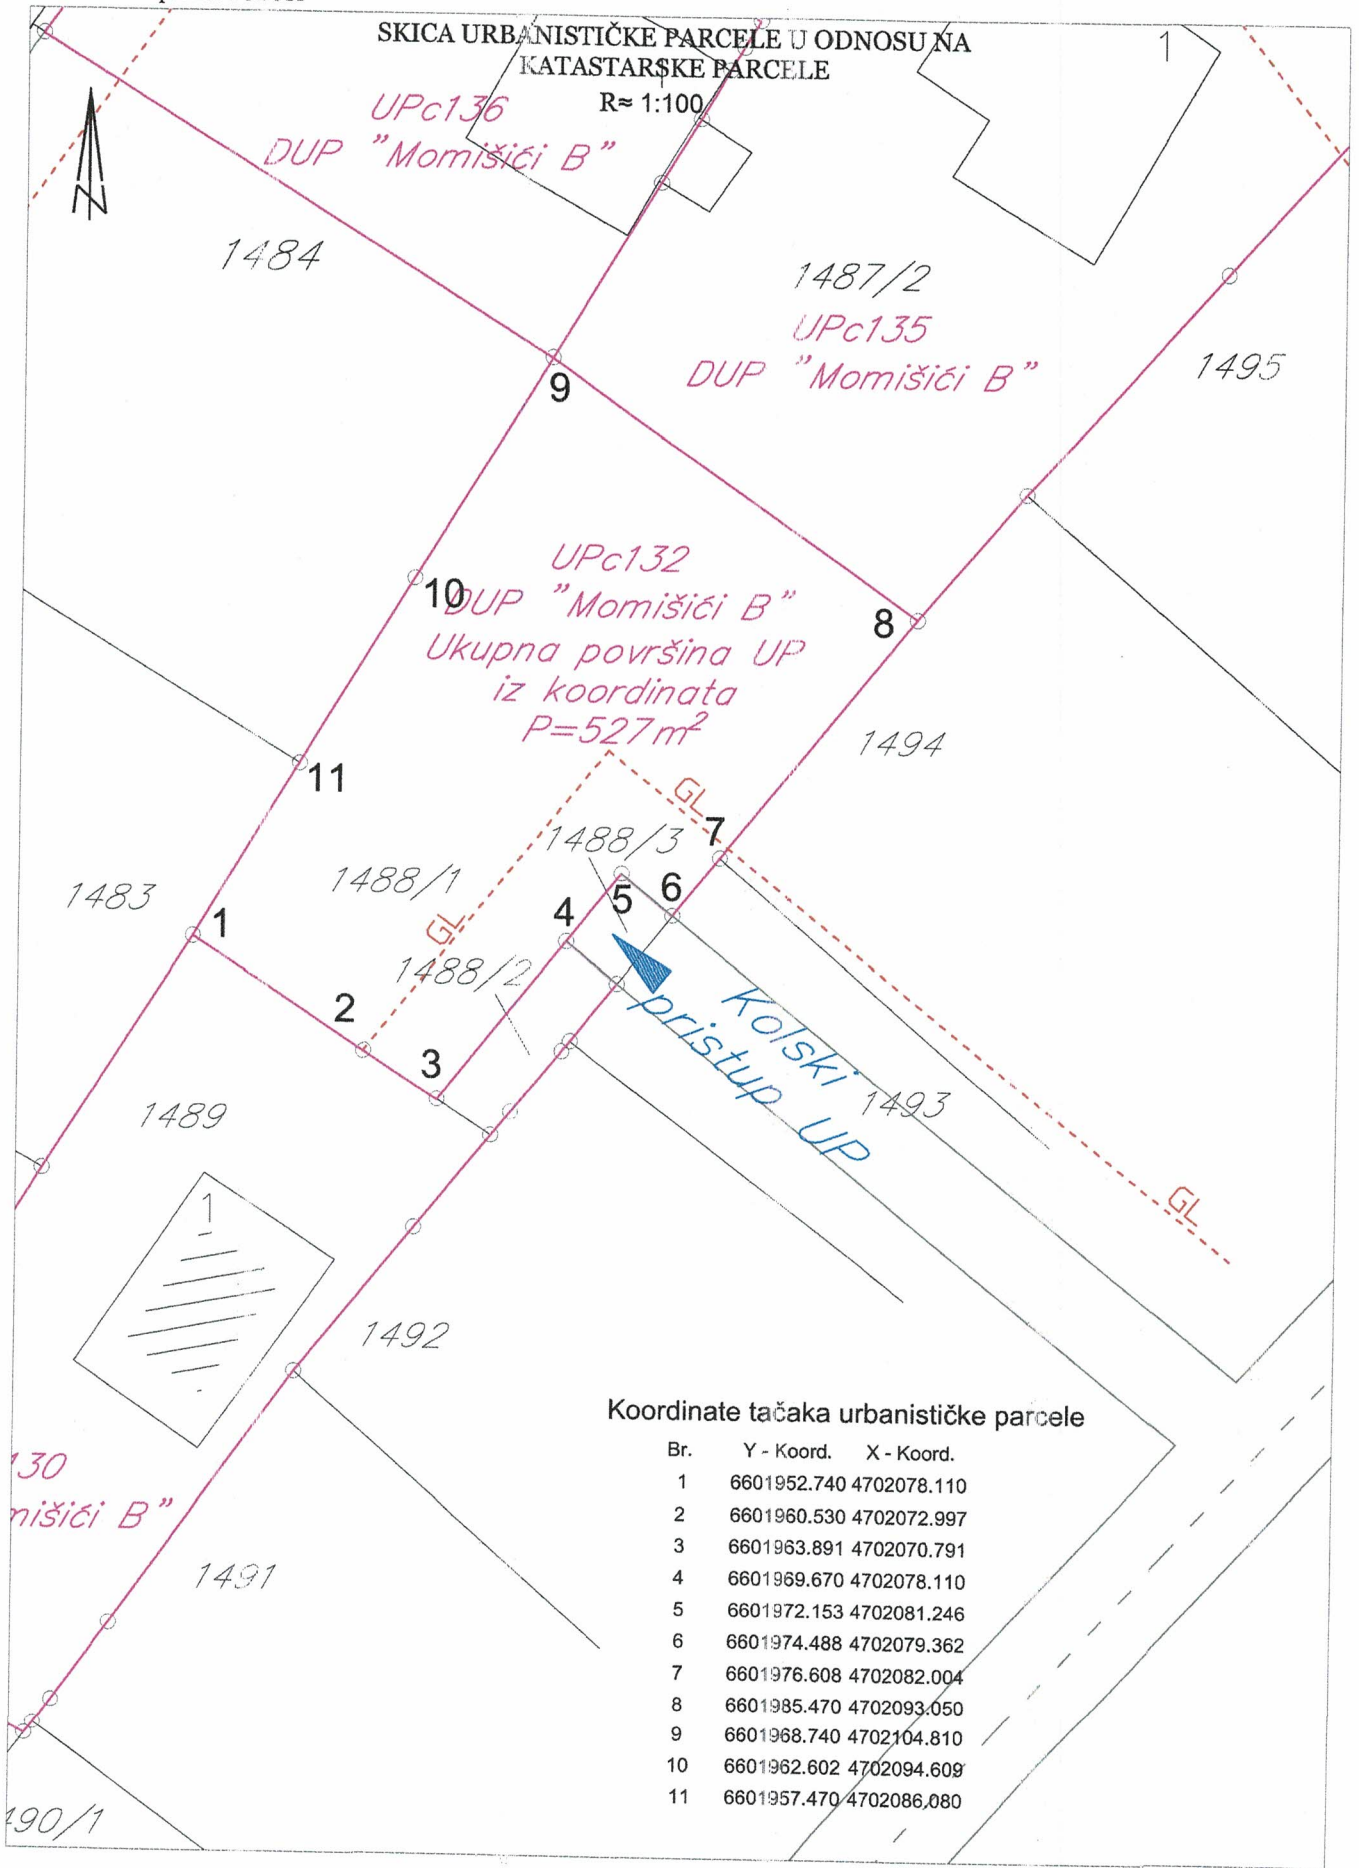 SKICA URBANISTIČKE PARCELE U ODNOSU NA
KATASTARSKE PARCELE
R≈ 1:100
1
N
UPc136
DUP "Momišići B"
1484
1487/2
UPc135
DUP "Momišići B"
1495
9
UPc132
10
DUP "Momišići B"
8
Ukupna površina UP
iz koordinata
P=527m²
1494
11
GL
7
1488/3
1488/1
1483
5
6
1
GL
4
1488/2
2
Kolski
pristup UP
3
1493
1489
GL
1
1492
Koordinate tačaka urbanističke parcele
Br. Y - Koord. X - Koord.
1 6601952.740 4702078.110
2 6601960.530 4702072.997
3 6601963.891 4702070.791
4 6601969.670 4702078.110
5 6601972.153 4702081.246
6 6601974.488 4702079.362
7 6601976.608 4702082.004
8 6601985.470 4702093.050
9 6601968.740 4702104.810
10 6601962.602 4702094.609
11 6601957.470 4702086.080
130
mišići B"
1491
490/1